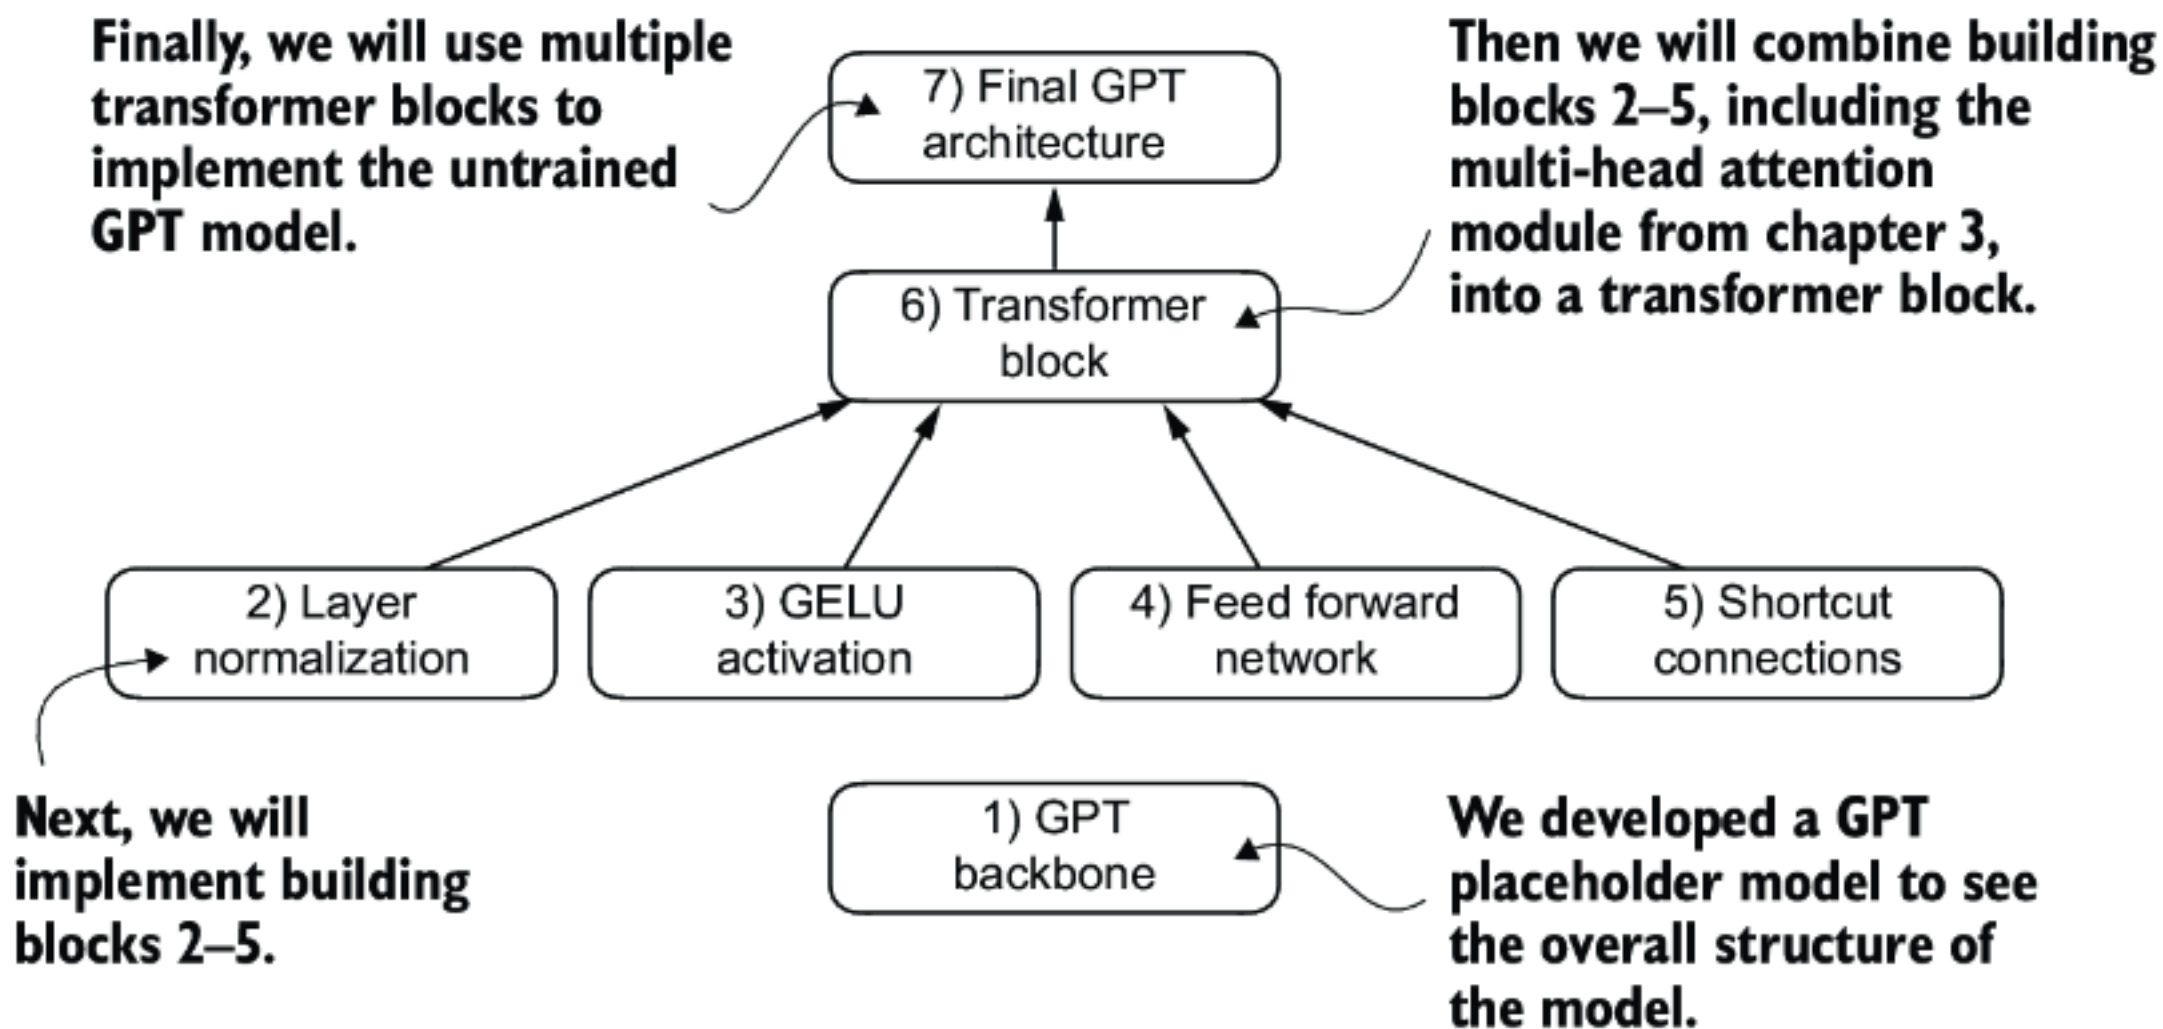 Finally, we will use multiple
transformer blocks to
implement the untrained
GPT model.
7) Final GPT
architecture
Then we will combine building
blocks 2–5, including the
multi-head attention
module from chapter 3,
into a transformer block.
6) Transformer
block
2) Layer
normalization
3) GELU
activation
4) Feed forward
network
5) Shortcut
connections
Next, we will
implement building
blocks 2–5.
1) GPT
backbone
We developed a GPT
placeholder model to see
the overall structure of
the model.